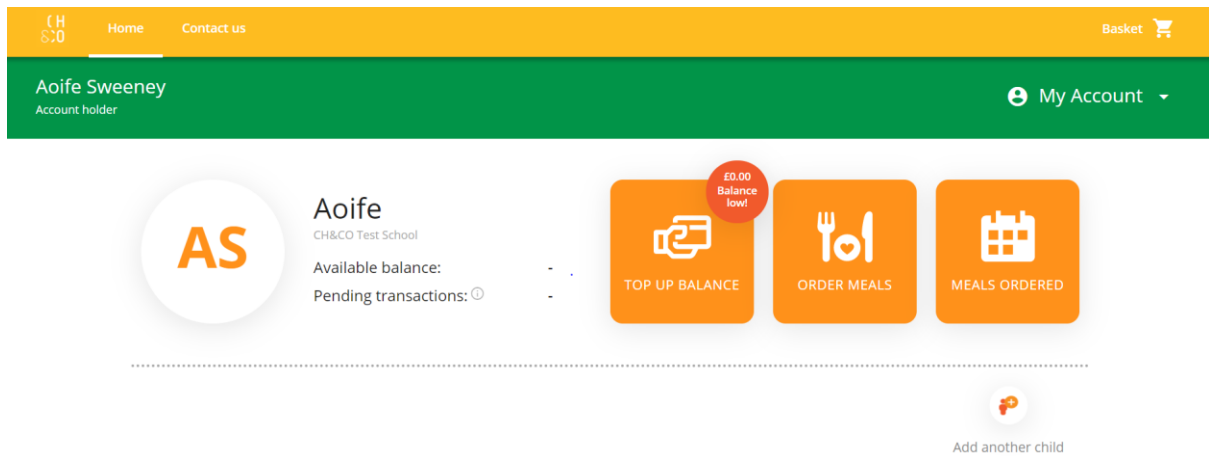 CH
&CO
Home
Contact us
Basket
Aoife Sweeney
Account holder
My Account
AS
Aoife
CH&CO Test School
Available balance: -
Pending transactions: -
£0.00
Balance
low!
TOP UP BALANCE
ORDER MEALS
MEALS ORDERED
Add another child